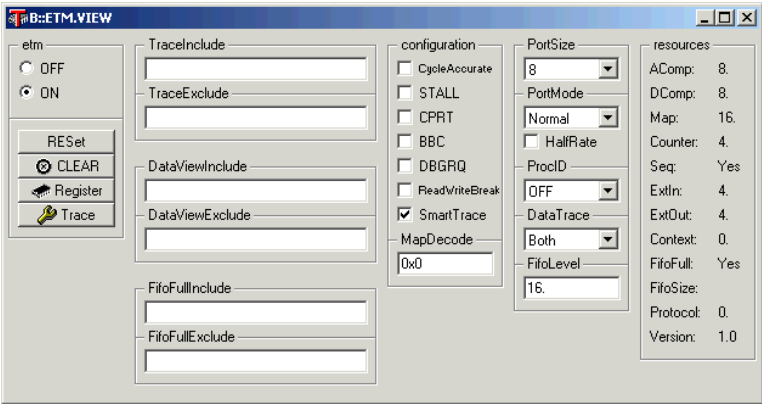 B::ETM.VIEW
etm
OFF
ON
RESet
CLEAR
Register
Trace
TraceInclude
TraceExclude
DataViewInclude
DataViewExclude
FifoFullInclude
FifoFullExclude
configuration
CycleAccurate
STALL
CPRT
BBC
DBGRQ
ReadWriteBreak
SmartTrace
MapDecode
0x0
PortSize
8
PortMode
Normal
HalfRate
ProcID
OFF
DataTrace
Both
FifoLevel
16.
resources
AComp: 8.
DComp: 8.
Map: 16.
Counter: 4.
Seq: Yes
ExtIn: 4.
ExtOut: 4.
Context: 0.
FifoFull: Yes
FifoSize:
Protocol: 0.
Version: 1.0